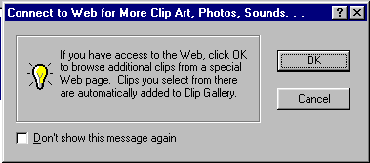 Connect to Web for More Clip Art, Photos, Sounds. . .
If you have access to the Web, click OK
to browse additional clips from a special
Web page.  Clips you select from there
are automatically added to Clip Gallery.
OK
Cancel
Don't show this message again